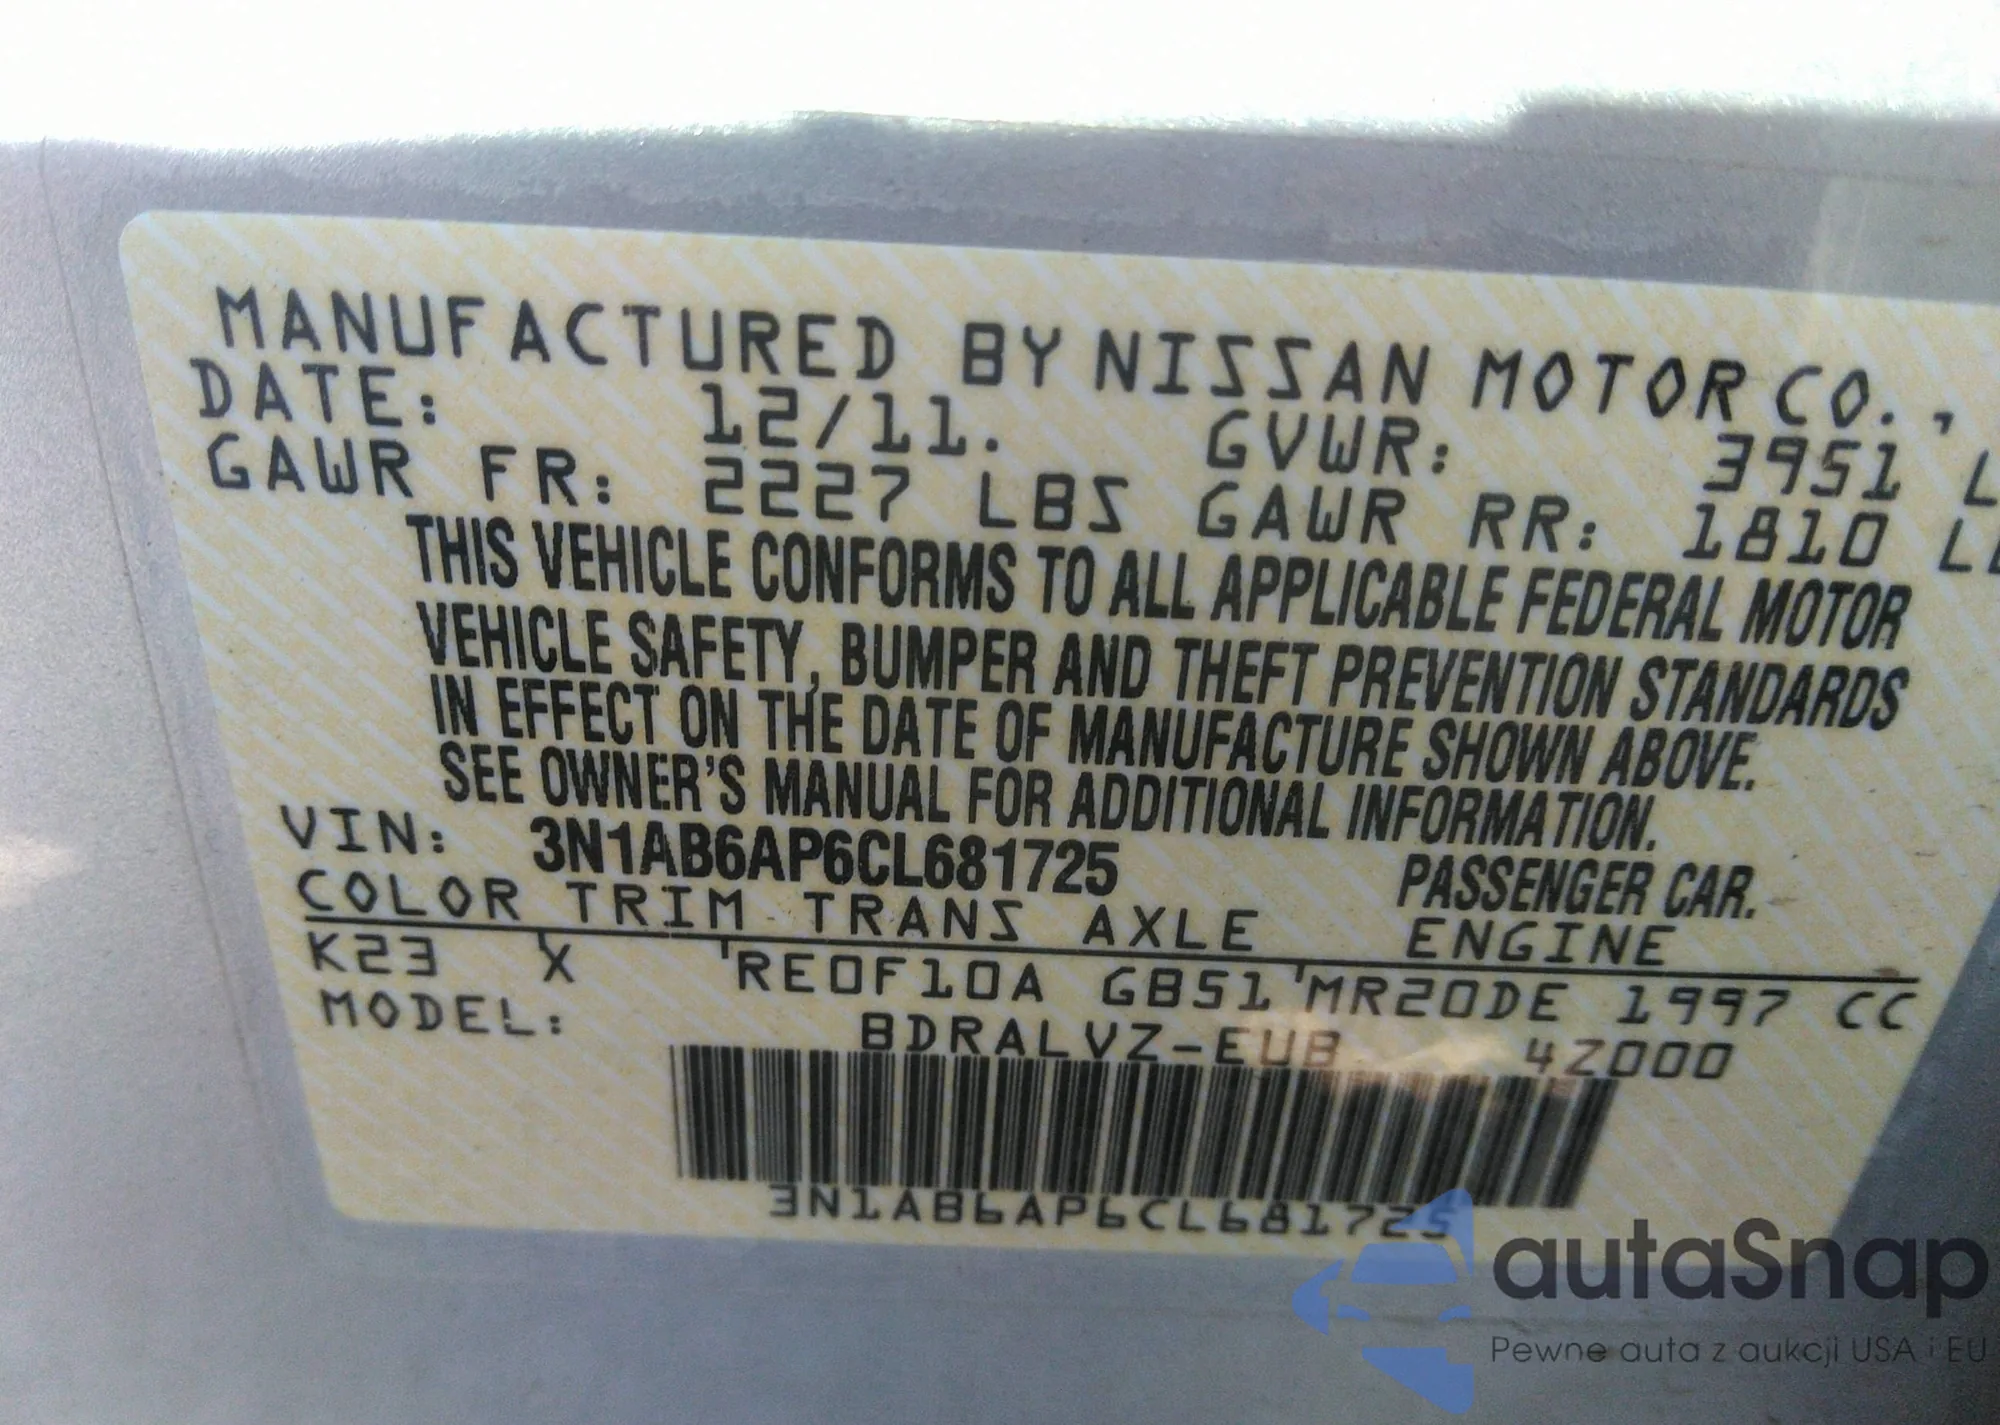 MANUFACTURED BY NISSAN MOTOR CO.,
DATE: 12/11. GVWR: 3951 L
GAWR FR: 2227 LBS GAWR RR: 1810 LB
THIS VEHICLE CONFORMS TO ALL APPLICABLE FEDERAL MOTOR
VEHICLE SAFETY, BUMPER AND THEFT PREVENTION STANDARDS
IN EFFECT ON THE DATE OF MANUFACTURE SHOWN ABOVE.
SEE OWNER'S MANUAL FOR ADDITIONAL INFORMATION.
VIN: 3N1AB6AP6CL681725 PASSENGER CAR.
COLOR TRIM TRANS AXLE ENGINE
K23 X RE0F10A GB51 MR20DE 1997 CC
MODEL: BDRALVZ-EUB 4Z000
3N1AB6AP6CL681725
autaSnap
Pewne auta z aukcji USA i EU